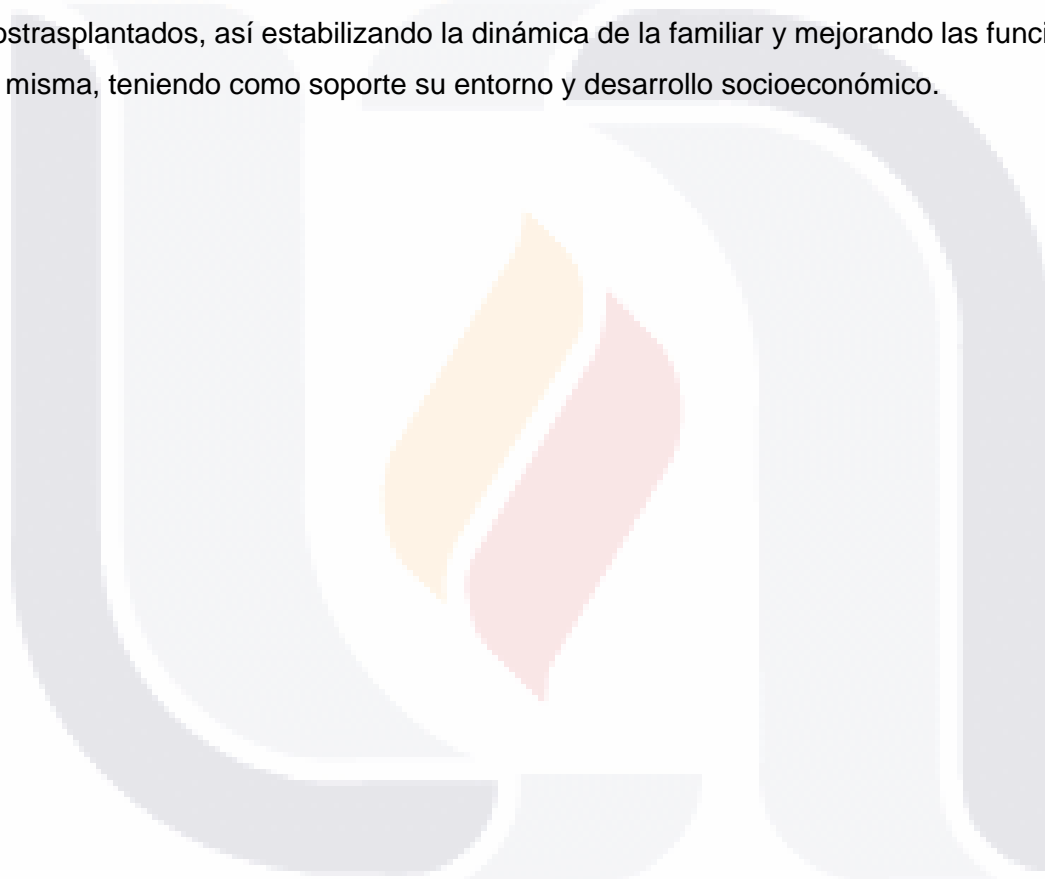 ostrasplantados, así estabilizando la dinámica de la familiar y mejorando las funci
misma, teniendo como soporte su entorno y desarrollo socioeconómico.